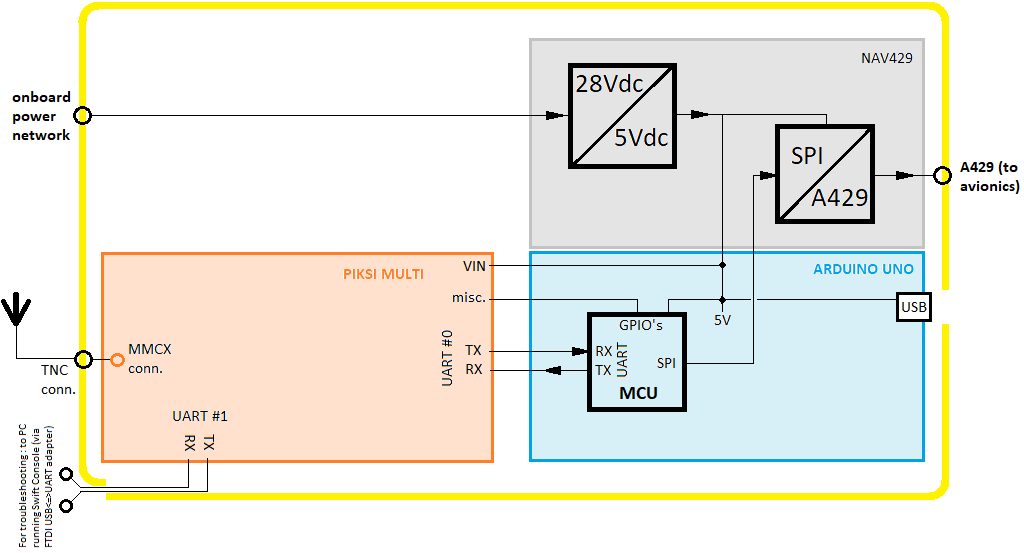 NAV429
28Vdc
5Vdc
onboard
power
network
SPI
A429
A429 (to
avionics)
PIKSI MULTI
VIN
misc.
ARDUINO UNO
USB
GPIO's
5V
MMCX
conn.
TNC
conn.
UART #0
TX
RX
RX
TX
UART
SPI
MCU
UART #1
RX
TX
For troubleshooting : to PC
running Swift Console (via
FTDI USB<=>UART adapter)